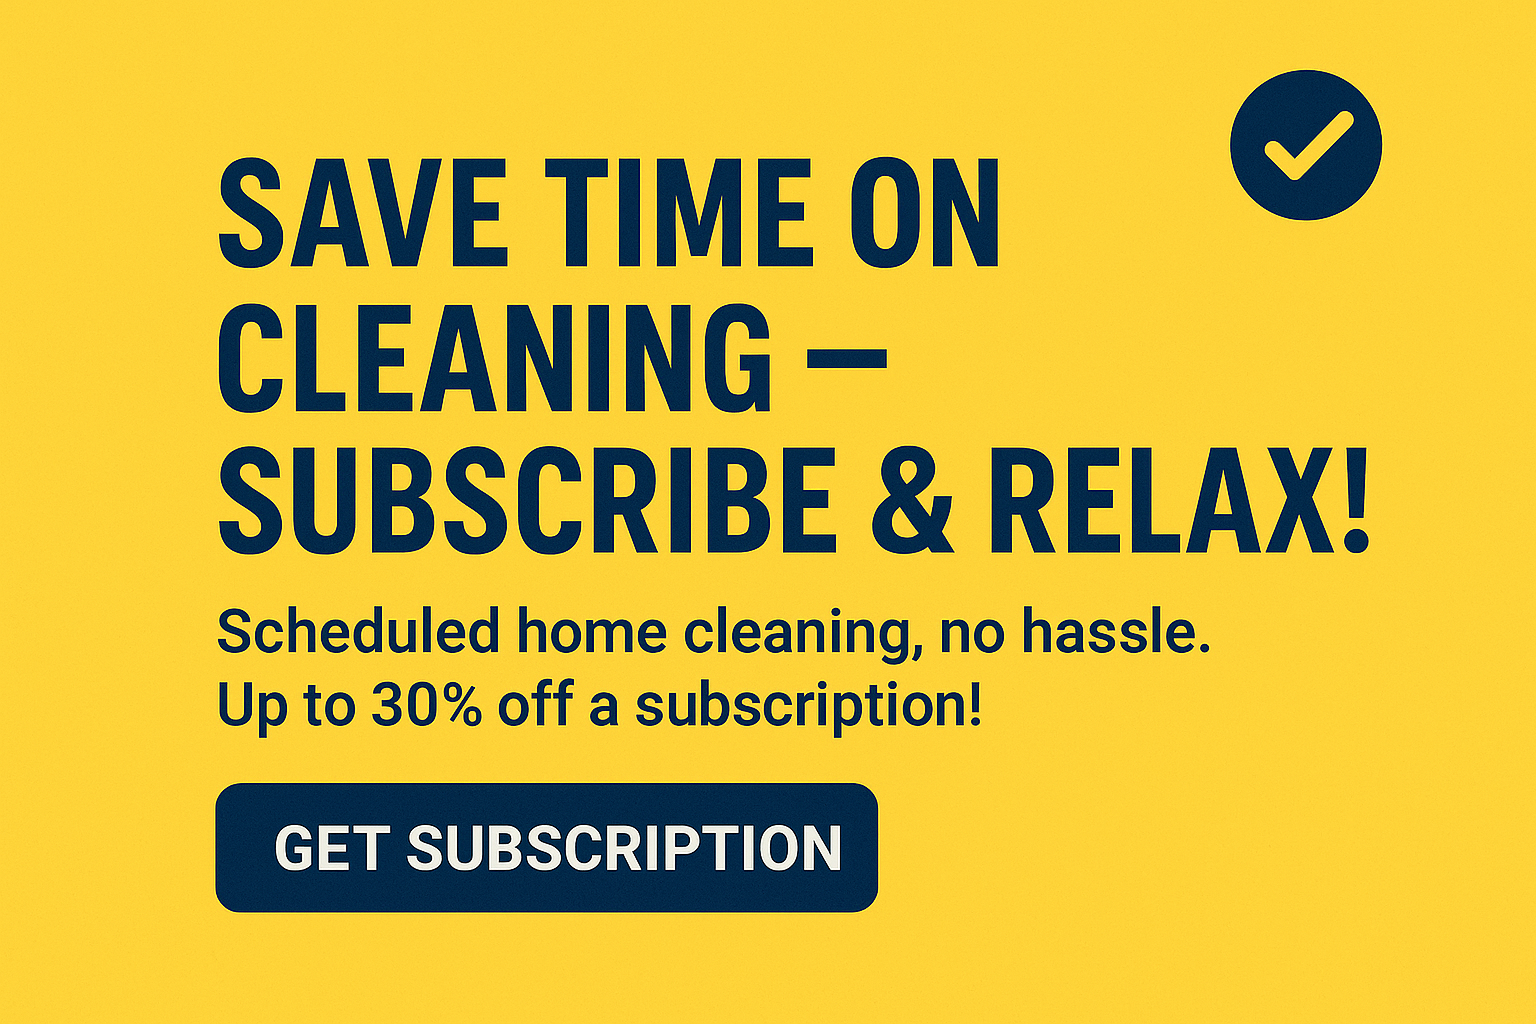 SAVE TIME ON
CLEANING –
SUBSCRIBE & RELAX!
Scheduled home cleaning, no hassle.
Up to 30% off a subscription!
GET SUBSCRIPTION